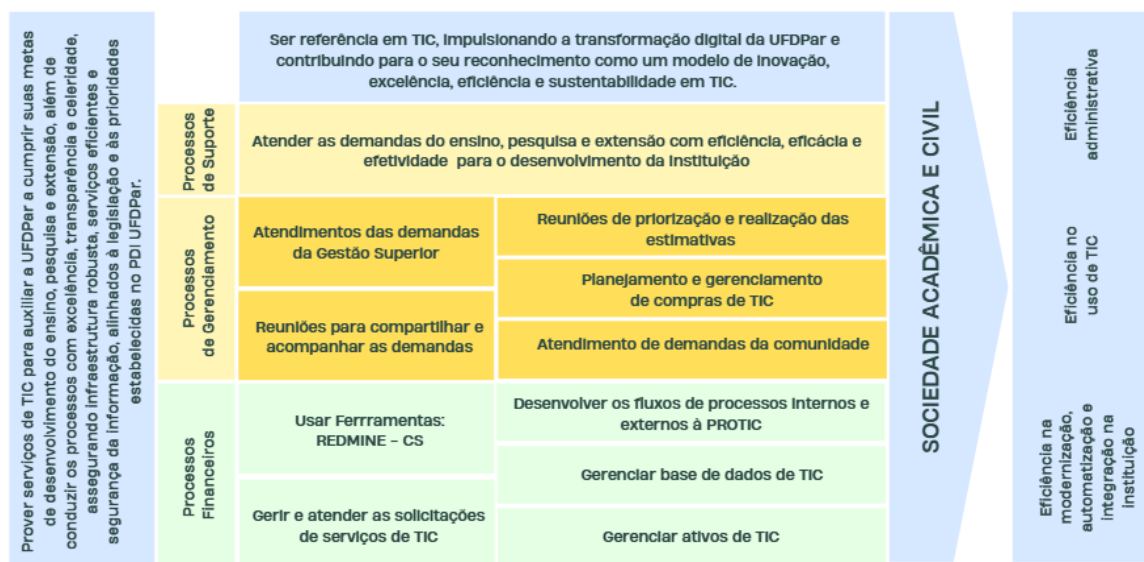 Prover serviços de TIC para auxiliar a UFDPar a cumprir suas metas
de desenvolvimento do ensino, pesquisa e extensão, além de
conduzir os processos com excelência, transparência e celeridade,
assegurando infraestrutura robusta, serviços eficientes e
segurança da informação, alinhados à legislação e às prioridades
estabelecidas no PDI UFDPar.
Ser referência em TIC, impulsionando a transformação digital da UFDPar e
contribuindo para o seu reconhecimento como um modelo de inovação,
excelência, eficiência e sustentabilidade em TIC.
Processos
de Suporte
Atender as demandas do ensino, pesquisa e extensão com eficiência, eficácia e
efetividade para o desenvolvimento da instituição
Processos
de Gerenciamento
Atendimentos das demandas
da Gestão Superior
Reuniões para compartilhar e
acompanhar as demandas
Reuniões de priorização e realização das
estimativas
Planejamento e gerenciamento
de compras de TIC
Atendimento de demandas da comunidade
Processos
Financeiros
Usar Ferrramentas:
REDMINE - CS
Gerir e atender as solicitações
de serviços de TIC
Desenvolver os fluxos de processos internos e
externos à PROTIC
Gerenciar base de dados de TIC
Gerenciar ativos de TIC
SOCIEDADE ACADÊMICA E CIVIL
Eficiência
administrativa
Eficiência no
uso de TIC
Eficiência na
modernização,
automatização e
integração na
instituição